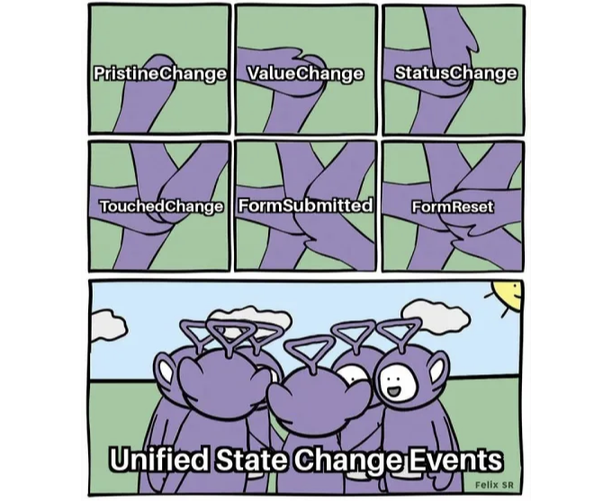 PristineChange
ValueChange
StatusChange
TouchedChange
FormSubmitted
FormReset
Unified State Change Events
Felix SR